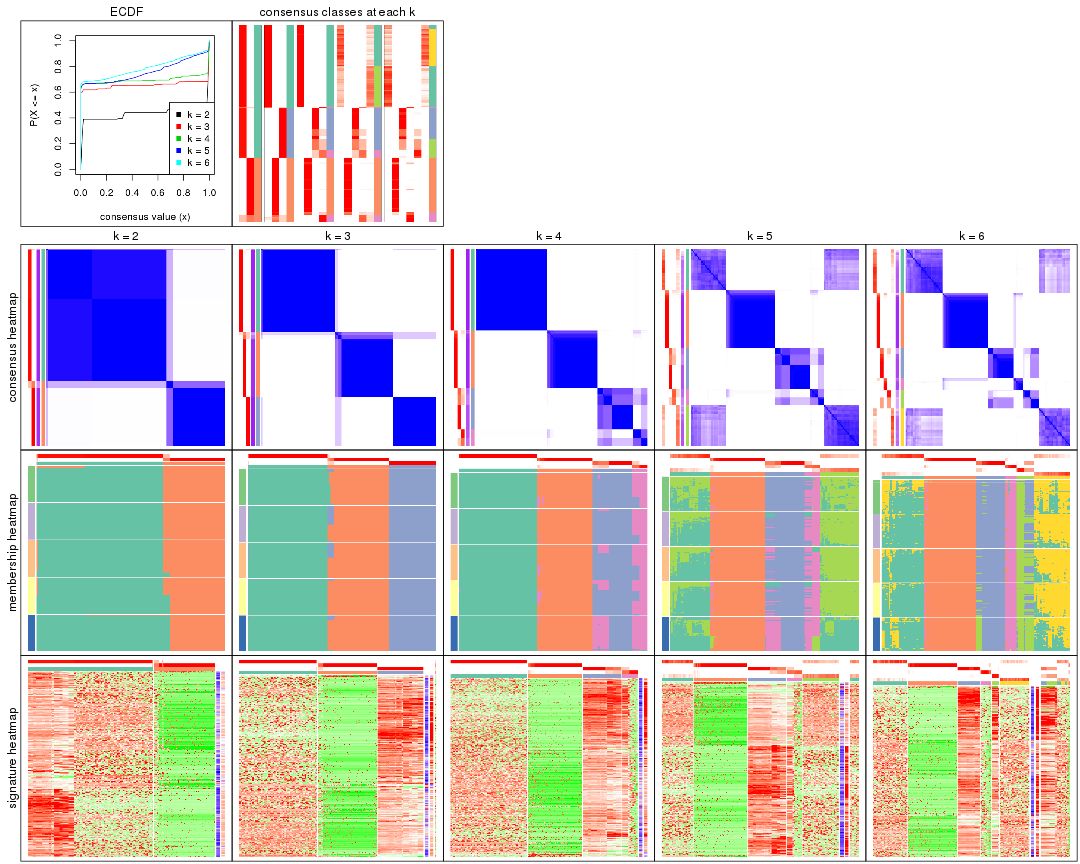 ECDF
consensus classes at each k
P(X <= x)
0.0 0.2 0.4 0.6 0.8 1.0
k = 2
k = 3
k = 4
k = 5
k = 6
0.0 0.2 0.4 0.6 0.8 1.0
consensus value (x)
k = 2
k = 3
k = 4
k = 5
k = 6
consensus heatmap
membership heatmap
signature heatmap